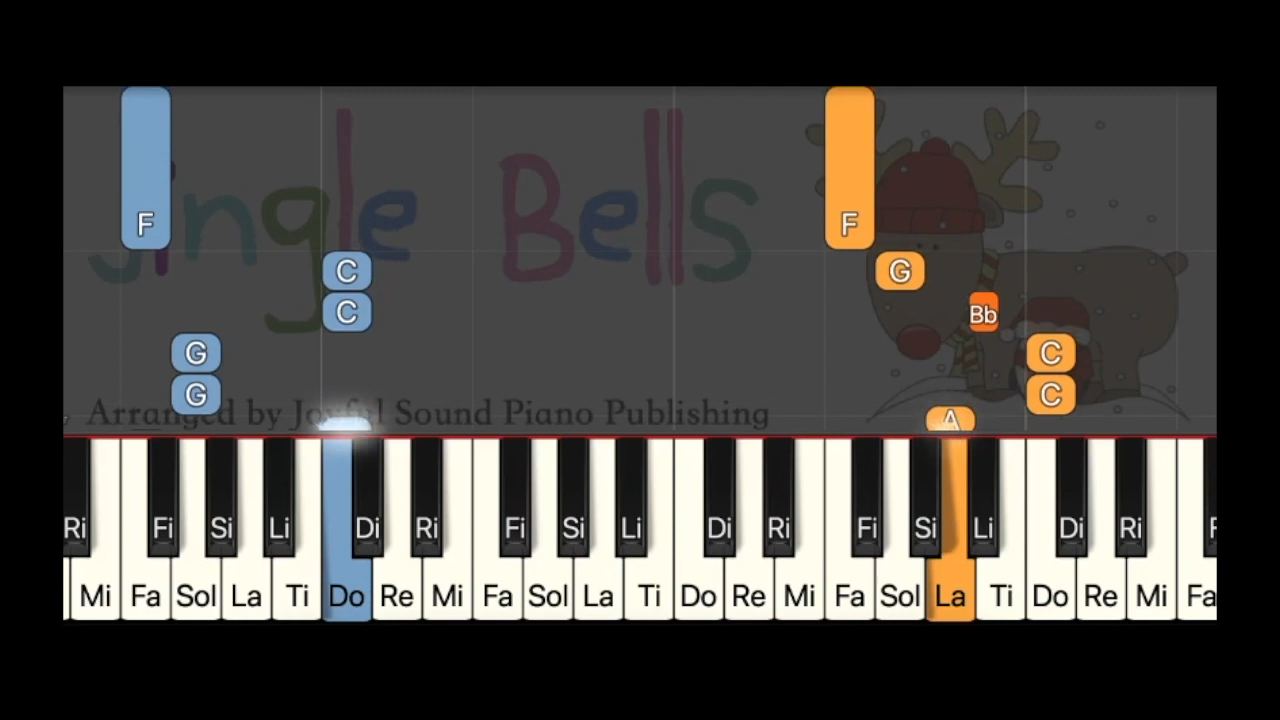 Jingle Bells
F F
C G
C Bb
G C
G C
Arranged by Joyful Sound Piano Publishing
A
Ri Fi Si Li Di Ri Fi Si Li Di Ri Fi Si Li Di Ri F
Mi Fa Sol La Ti Do Re Mi Fa Sol La Ti Do Re Mi Fa Sol La Ti Do Re Mi Fa